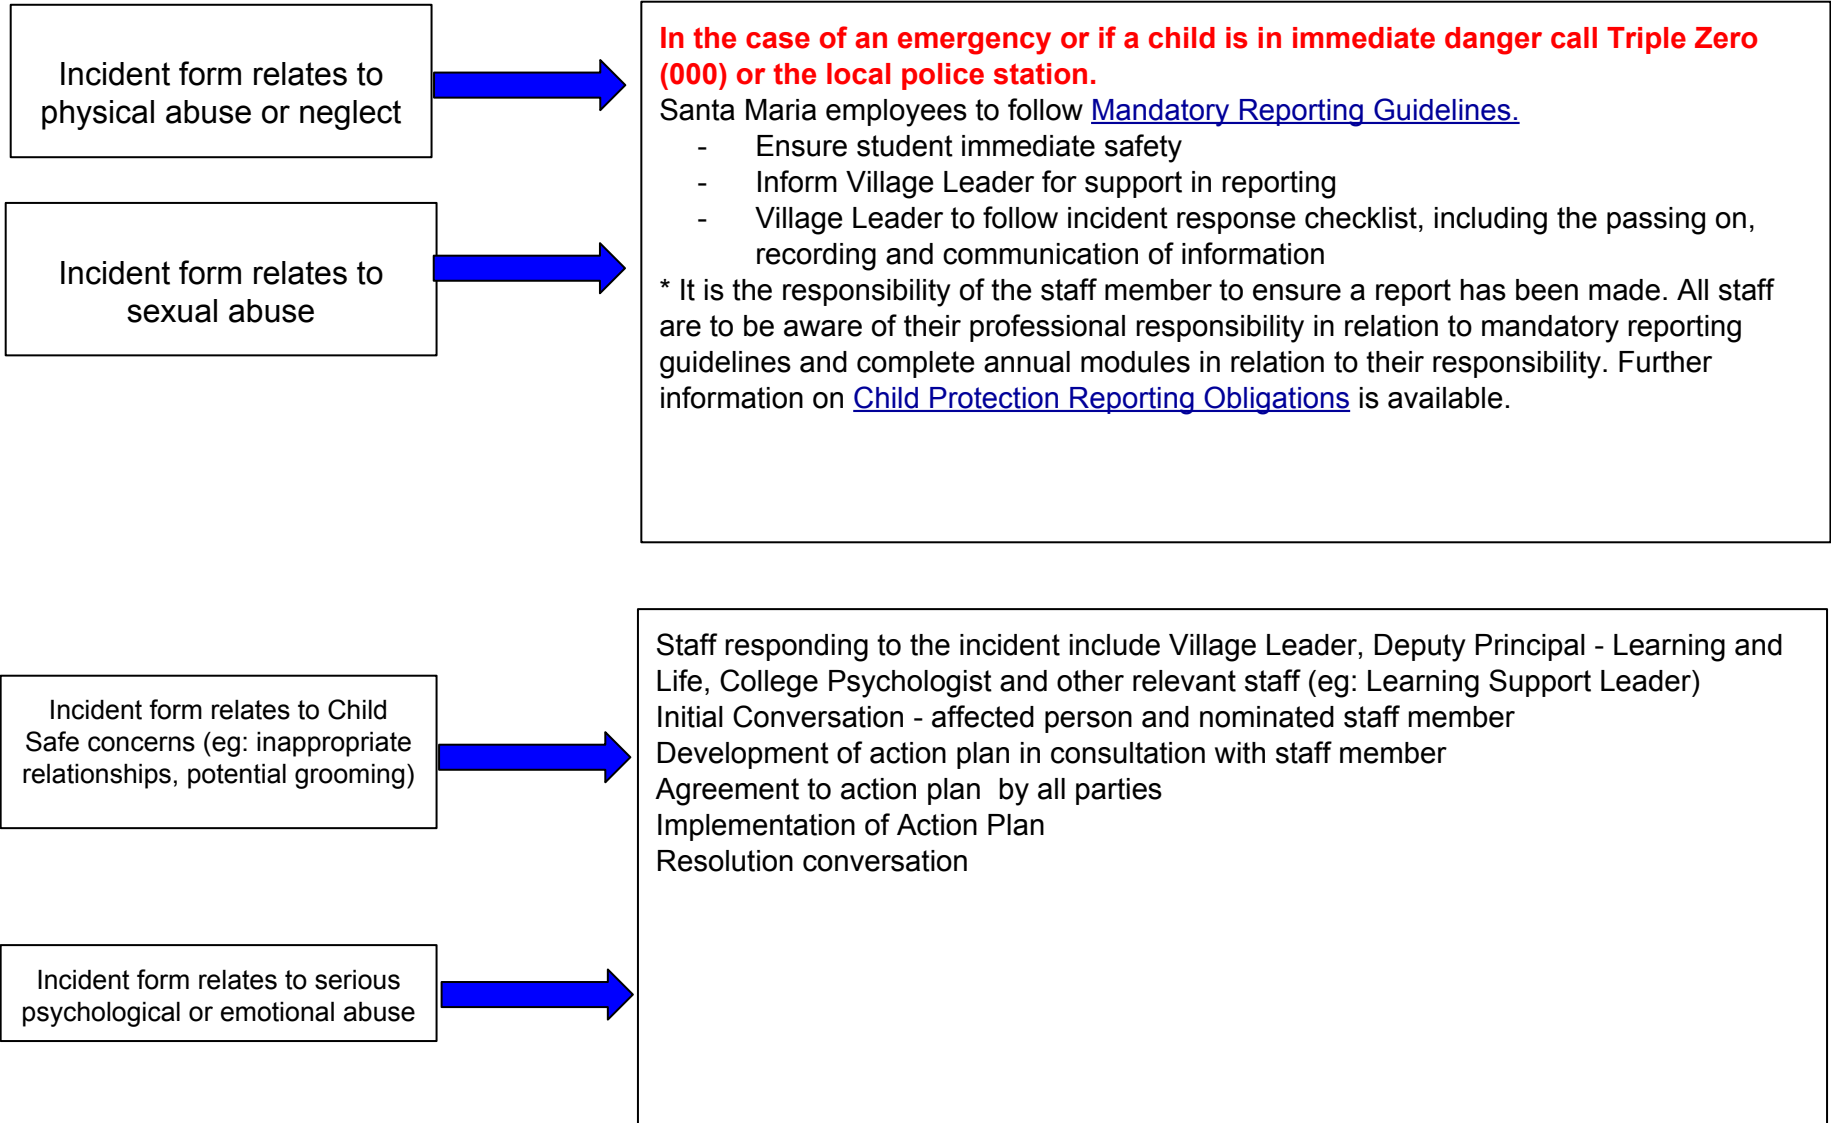 Incident form relates to
physical abuse or neglect
In the case of an emergency or if a child is in immediate danger call Triple Zero
(000) or the local police station.
Santa Maria employees to follow Mandatory Reporting Guidelines.
- Ensure student immediate safety
- Inform Village Leader for support in reporting
- Village Leader to follow incident response checklist, including the passing on,
recording and communication of information
* It is the responsibility of the staff member to ensure a report has been made. All staff
are to be aware of their professional responsibility in relation to mandatory reporting
guidelines and complete annual modules in relation to their responsibility. Further
information on Child Protection Reporting Obligations is available.
Incident form relates to
sexual abuse
Incident form relates to Child
Safe concerns (eg: inappropriate
relationships, potential grooming)
Staff responding to the incident include Village Leader, Deputy Principal - Learning and
Life, College Psychologist and other relevant staff (eg: Learning Support Leader)
Initial Conversation - affected person and nominated staff member
Development of action plan in consultation with staff member
Agreement to action plan  by all parties
Implementation of Action Plan
Resolution conversation
Incident form relates to serious
psychological or emotional abuse